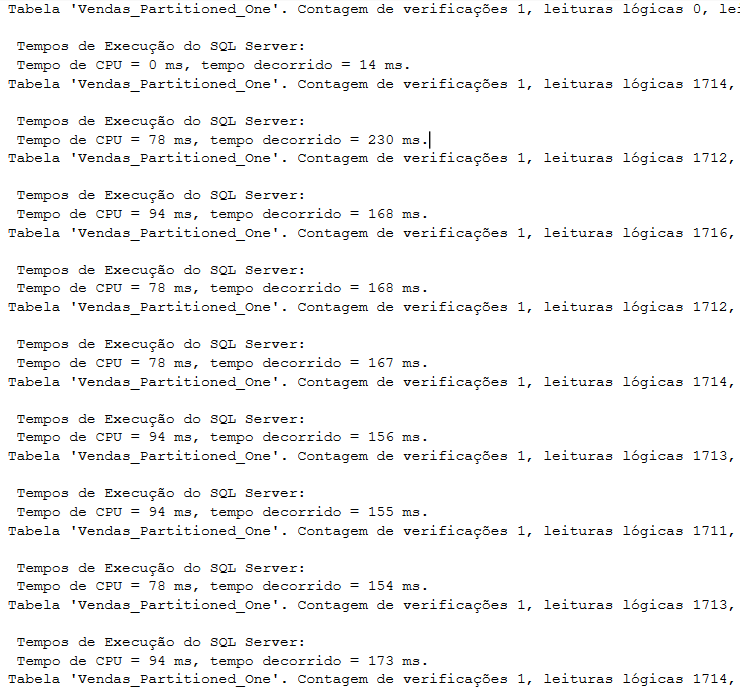 Tabela 'Vendas_Partitioned_One'. Contagem de verificações 1, leituras lógicas 0, lei
Tempos de Execução do SQL Server:
Tempo de CPU = 0 ms, tempo decorrido = 14 ms.
Tabela 'Vendas_Partitioned_One'. Contagem de verificações 1, leituras lógicas 1714,
Tempos de Execução do SQL Server:
Tempo de CPU = 78 ms, tempo decorrido = 230 ms.
Tabela 'Vendas_Partitioned_One'. Contagem de verificações 1, leituras lógicas 1712,
Tempos de Execução do SQL Server:
Tempo de CPU = 94 ms, tempo decorrido = 168 ms.
Tabela 'Vendas_Partitioned_One'. Contagem de verificações 1, leituras lógicas 1716,
Tempos de Execução do SQL Server:
Tempo de CPU = 78 ms, tempo decorrido = 168 ms.
Tabela 'Vendas_Partitioned_One'. Contagem de verificações 1, leituras lógicas 1712,
Tempos de Execução do SQL Server:
Tempo de CPU = 78 ms, tempo decorrido = 167 ms.
Tabela 'Vendas_Partitioned_One'. Contagem de verificações 1, leituras lógicas 1714,
Tempos de Execução do SQL Server:
Tempo de CPU = 94 ms, tempo decorrido = 156 ms.
Tabela 'Vendas_Partitioned_One'. Contagem de verificações 1, leituras lógicas 1713,
Tempos de Execução do SQL Server:
Tempo de CPU = 94 ms, tempo decorrido = 155 ms.
Tabela 'Vendas_Partitioned_One'. Contagem de verificações 1, leituras lógicas 1711,
Tempos de Execução do SQL Server:
Tempo de CPU = 78 ms, tempo decorrido = 154 ms.
Tabela 'Vendas_Partitioned_One'. Contagem de verificações 1, leituras lógicas 1713,
Tempos de Execução do SQL Server:
Tempo de CPU = 94 ms, tempo decorrido = 173 ms.
Tabela 'Vendas_Partitioned_One'. Contagem de verificações 1, leituras lógicas 1714,